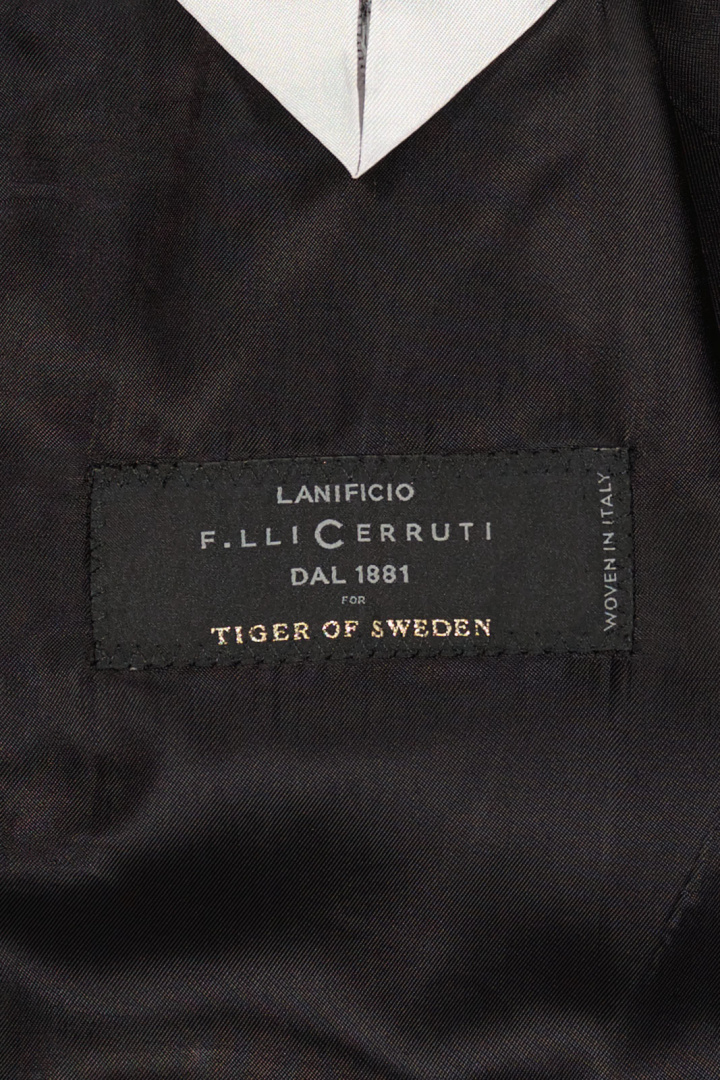 LANIFICIO
F.LLI CERRUTI
DAL 1881
FOR
TIGER OF SWEDEN
WOVEN IN ITALY